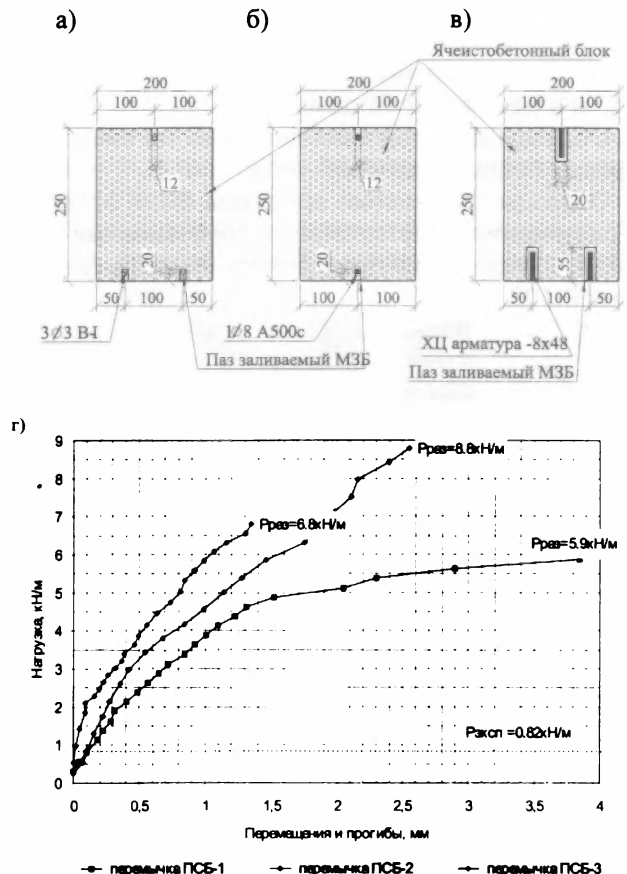 а) б) в)
Ячеистобетонный блок
200 200 200
100 100 100 100 100 100
250 250 250
12 12 20
20 20 55
50 100 50 100 100 50 100 50
3∅3 В-I 1∅8 А500с ХЦ арматура -8х48
Паз заливаемый МЗБ Паз заливаемый МЗБ
г)
Нагрузка, кН/м
9
8
7
6
5
4
3
2
1
0
Рраз=8.8кН/м
Рраз=6.8кН/м
Рраз=5.9кН/м
Рэксп =0.82кН/м
0 0,5 1 1,5 2 2,5 3 3,5 4
Перемещения и прогибы, мм
перемычка ПСБ-1 перемычка ПСБ-2 перемычка ПСБ-3